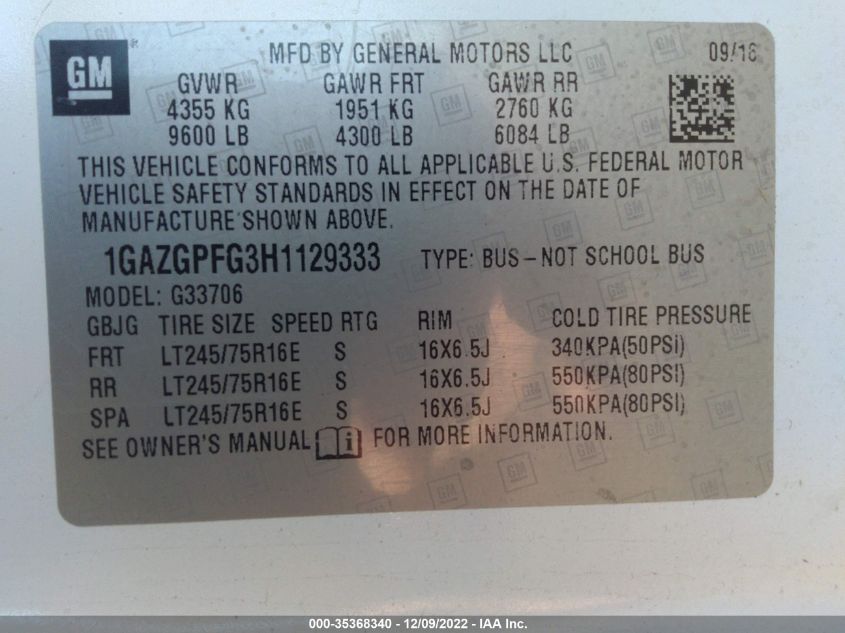 GM MFD BY GENERAL MOTORS LLC 09/16
GVWR GAWR FRT GAWR RR
4355 KG 1951 KG 2760 KG
9600 LB 4300 LB 6084 LB
THIS VEHICLE CONFORMS TO ALL APPLICABLE U.S. FEDERAL MOTOR
VEHICLE SAFETY STANDARDS IN EFFECT ON THE DATE OF
MANUFACTURE SHOWN ABOVE.
1GAZGPFG3H1129333 TYPE: BUS-NOT SCHOOL BUS
MODEL: G33706
GBJG TIRE SIZE SPEED RTG RIM COLD TIRE PRESSURE
FRT LT245/75R16E S 16X6.5J 340KPA(50PSI)
RR LT245/75R16E S 16X6.5J 550KPA(80PSI)
SPA LT245/75R16E S 16X6.5J 550KPA(80PSI)
SEE OWNER'S MANUAL FOR MORE INFORMATION.
000-35368340 - 12/09/2022 - IAA Inc.